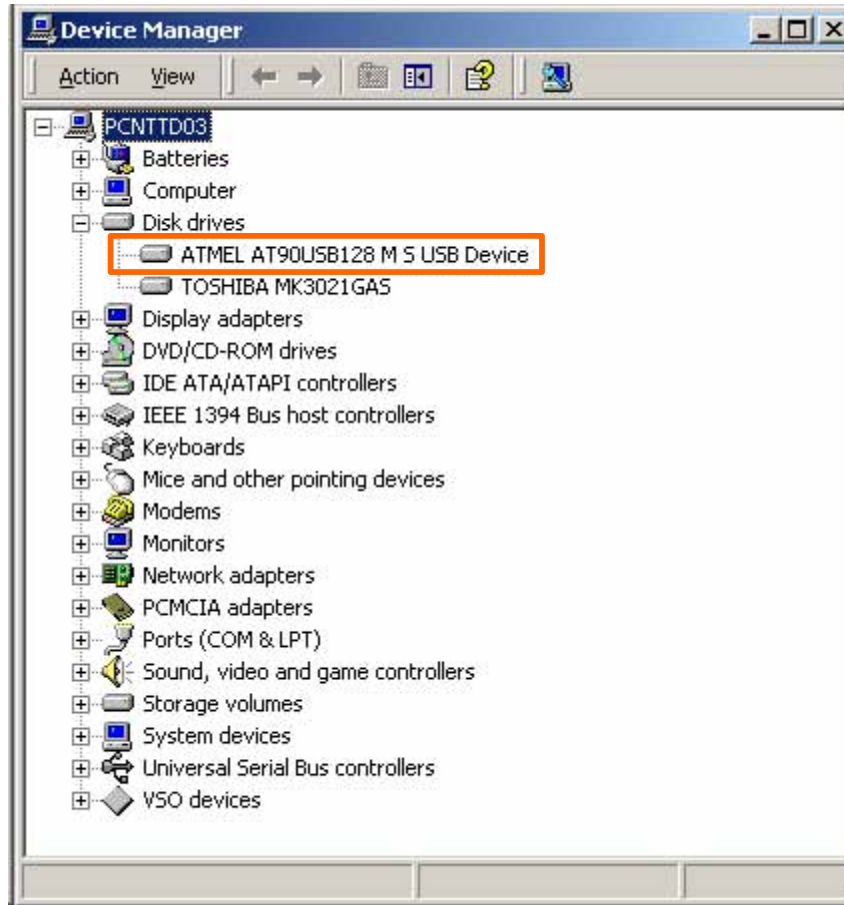 Device Manager
Action View
PCNTTD03
Batteries
Computer
Disk drives
ATMEL AT90USB128 M S USB Device
TOSHIBA MK3021GAS
Display adapters
DVD/CD-ROM drives
IDE ATA/ATAPI controllers
IEEE 1394 Bus host controllers
Keyboards
Mice and other pointing devices
Modems
Monitors
Network adapters
PCMCIA adapters
Ports (COM & LPT)
Sound, video and game controllers
Storage volumes
System devices
Universal Serial Bus controllers
VSO devices